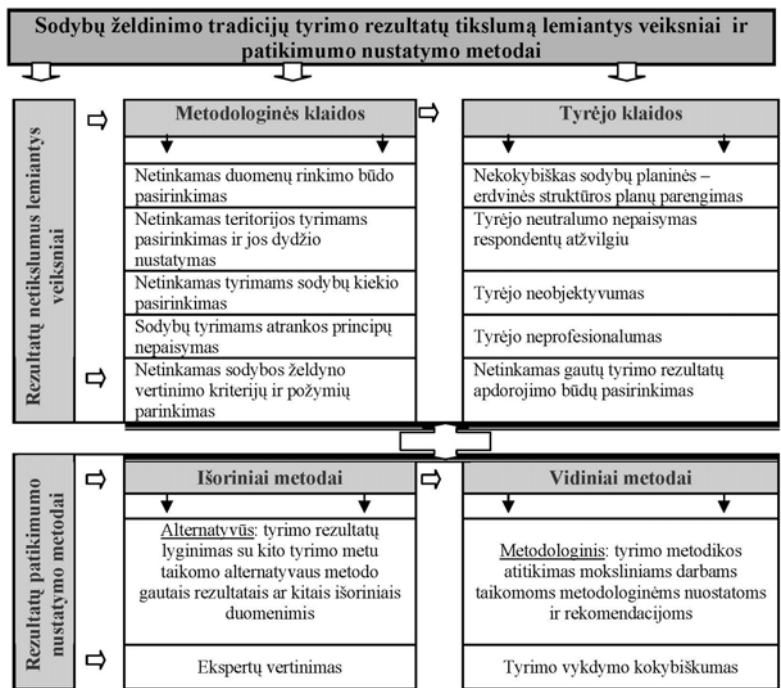 Sodybų želdinimo tradicijų tyrimo rezultatų tikslumą lemiantys veiksniai ir
patikimumo nustatymo metodai
Rezultatų netikslumus lemiantys
veiksniai
Metodologinės klaidos
Netinkamas duomenų rinkimo būdo
pasirinkimas
Netinkamas teritorijos tyrimams
pasirinkimas ir jos dydžio
nustatymas
Netinkamas tyrimams sodybų kiekio
pasirinkimas
Sodybų tyrimams atrankos principų
nepaisymas
Netinkamas sodybos želdyno
vertinimo kriterijų ir požymių
parinkimas
Tyrėjo klaidos
Nekokybiškas sodybų planinės –
erdvinės struktūros planų parengimas
Tyrėjo neutralumo nepaisymas
respondentų atžvilgiu
Tyrėjo neobjektyvumas
Tyrėjo neprofesionalumas
Netinkamas gautų tyrimo rezultatų
apdorojimo būdų pasirinkimas
Rezultatų patikimumo
nustatymo metodai
Išoriniai metodai
Alternatyvūs: tyrimo rezultatų
lyginimas su kito tyrimo metu
taikomo alternatyvaus metodo
gautais rezultatais ar kitais išoriniais
duomenimis
Ekspertų vertinimas
Vidiniai metodai
Metodologinis: tyrimo metodikos
atitikimas moksliniams darbams
taikomoms metodologinėms nuostatoms
ir rekomendacijoms
Tyrimo vykdymo kokybiškumas